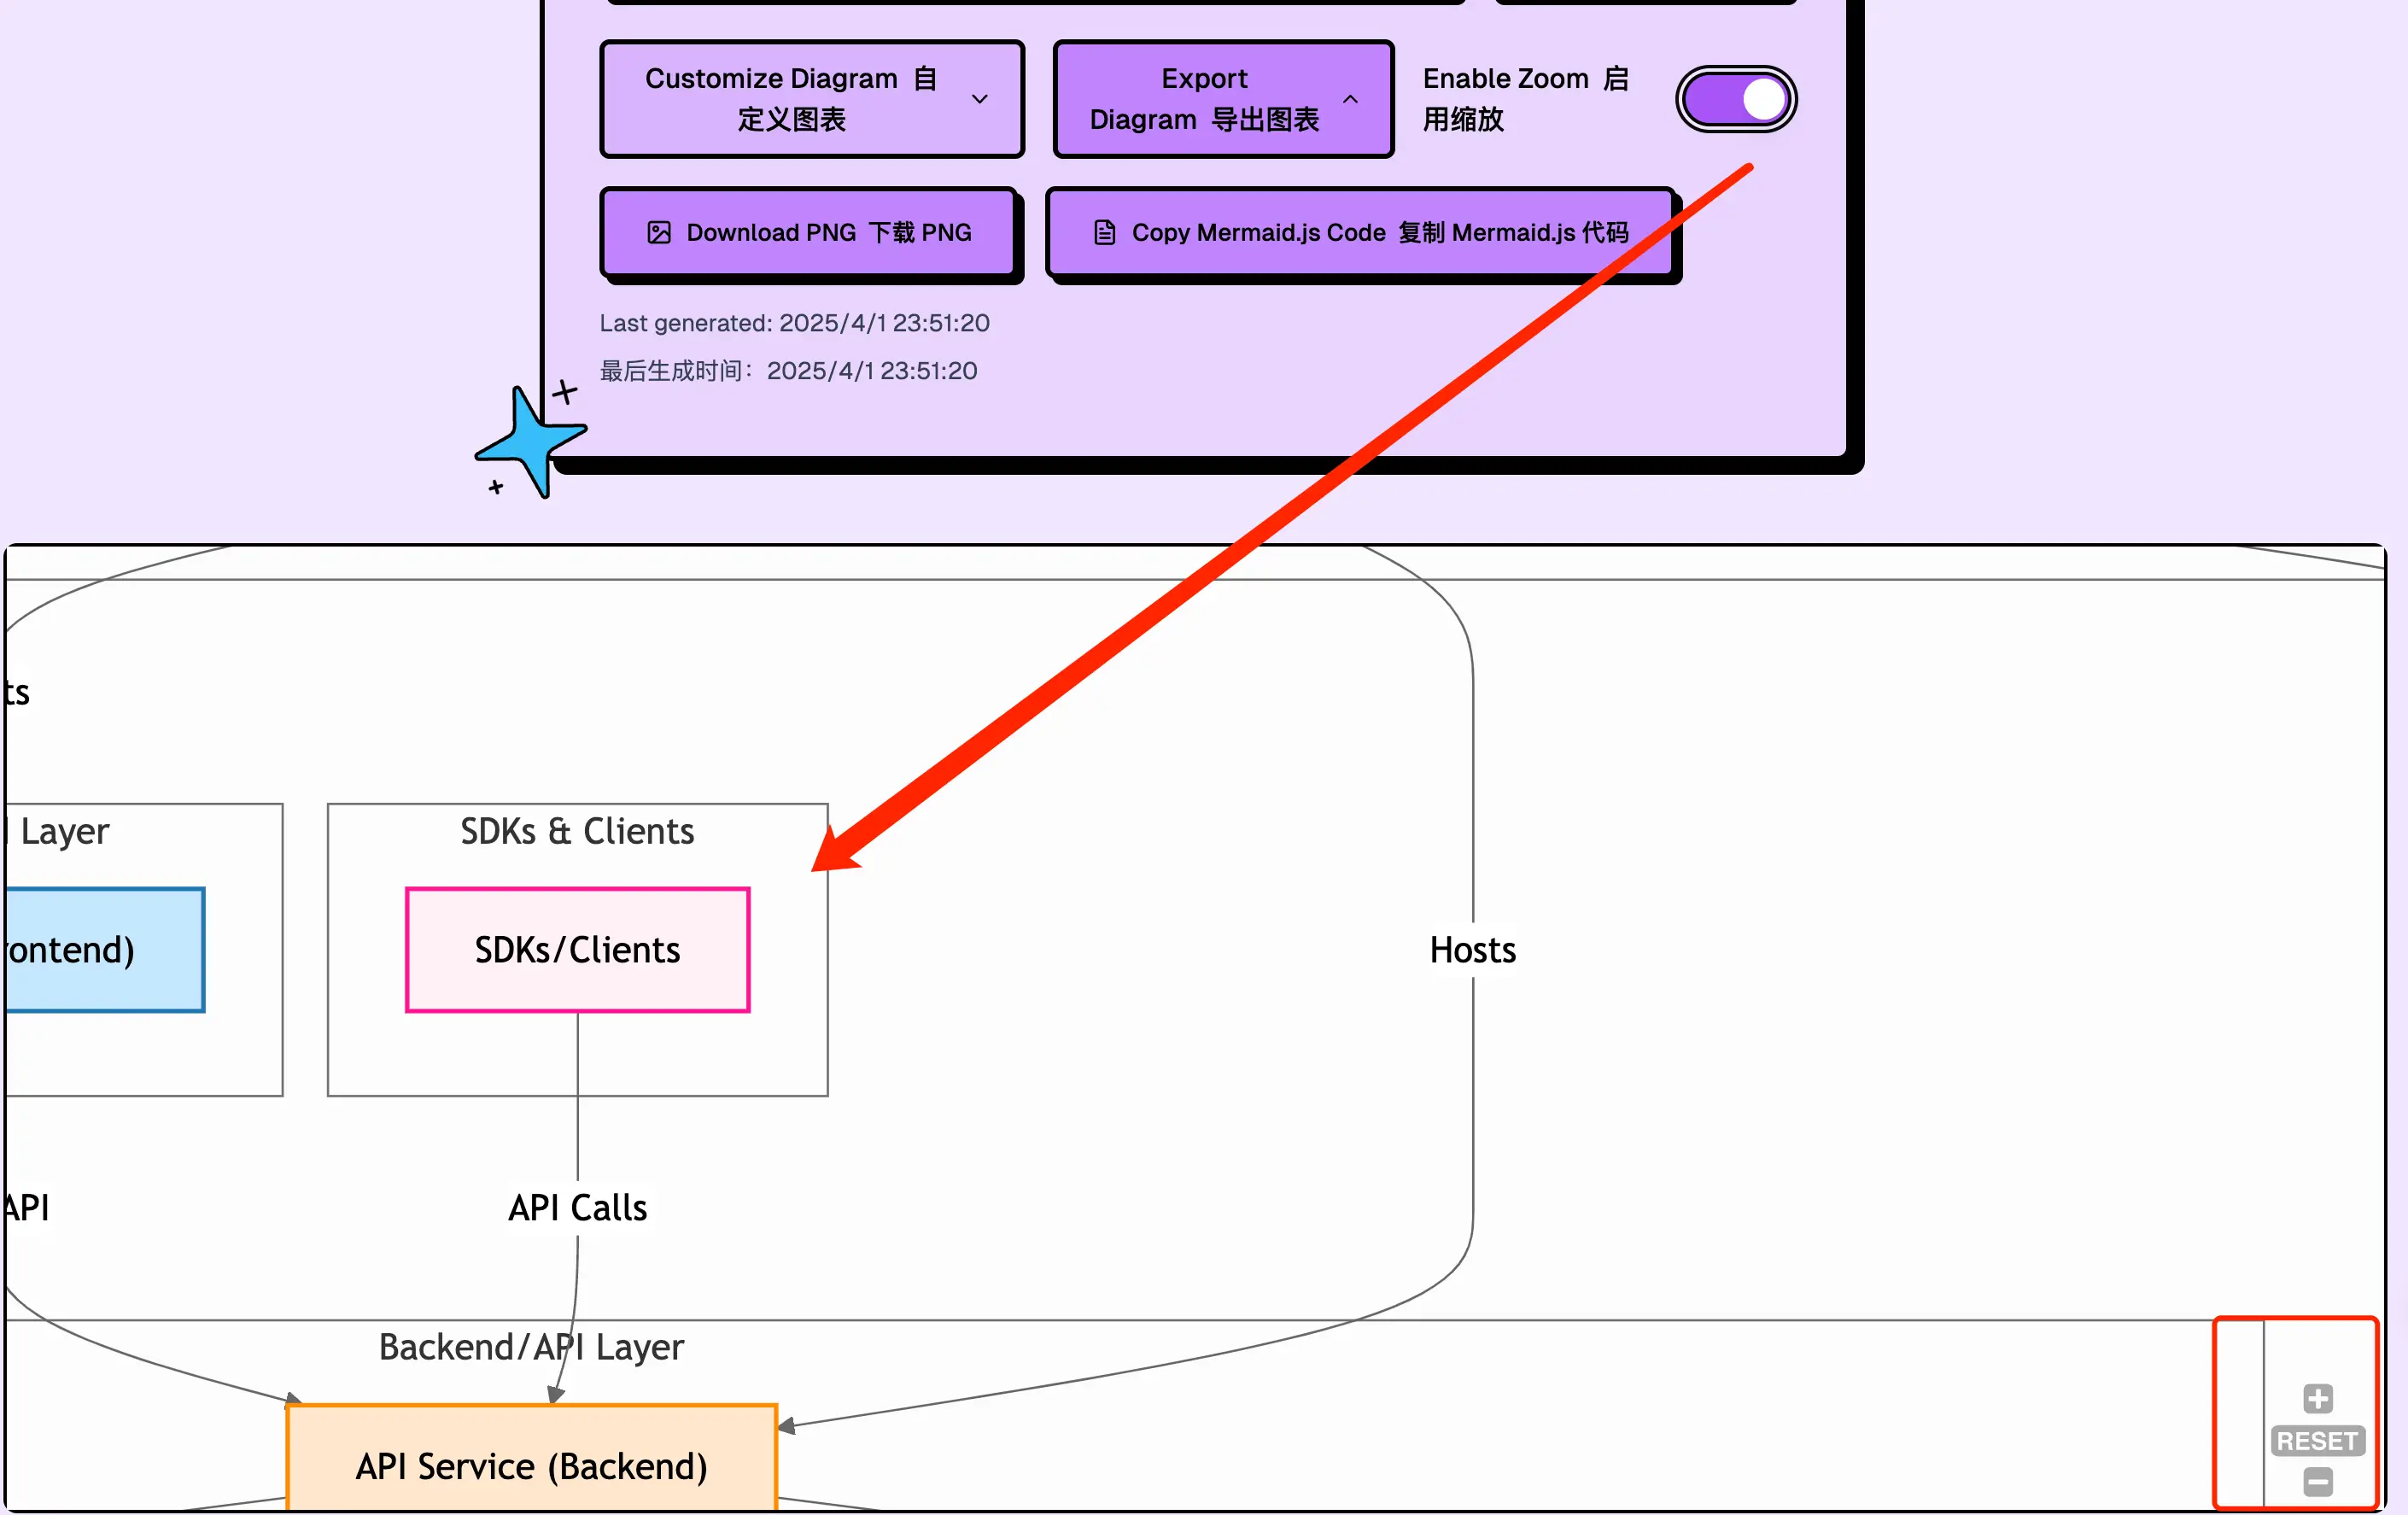 Customize Diagram 自
定义图表
Export
Diagram 导出图表
Enable Zoom 启
用缩放
Download PNG 下载 PNG
Copy Mermaid.js Code 复制 Mermaid.js 代码
Last generated: 2025/4/1 23:51:20
最后生成时间：2025/4/1 23:51:20
ts
Layer
SDKs & Clients
ontend)
SDKs/Clients
Hosts
API
API Calls
Backend/API Layer
API Service (Backend)
RESET